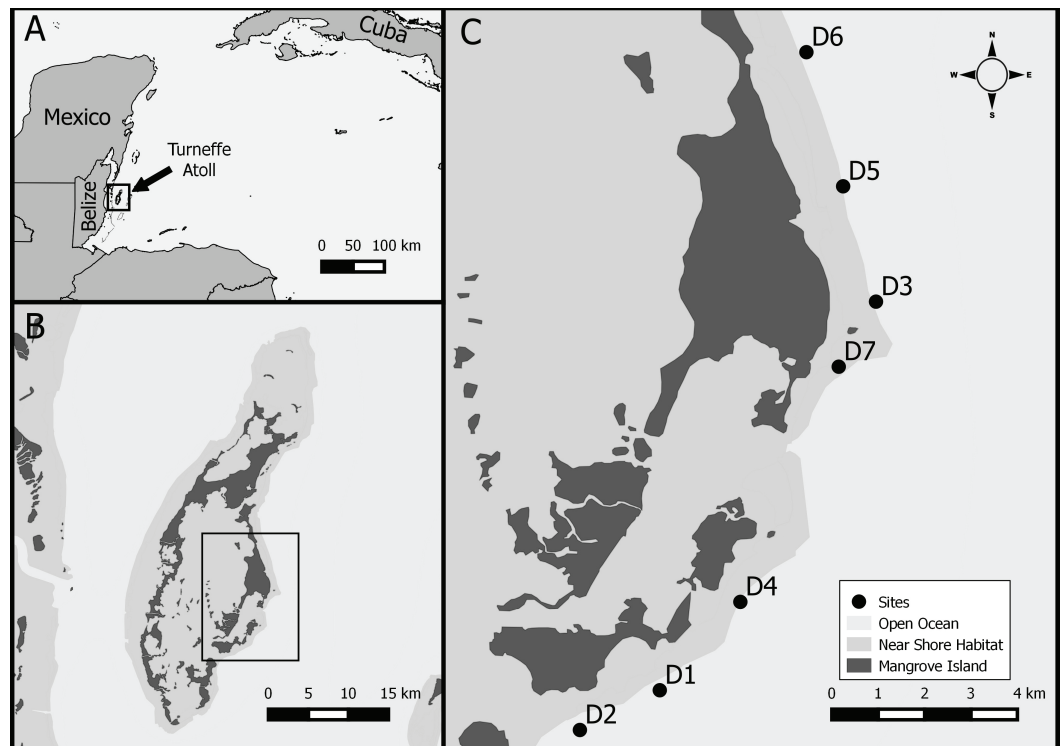 A
Cuba
Mexico
Turneffe
Atoll
Belize
0 50 100 km
B
0 5 10 15 km
C
D6
N
W E
S
D5
D3
D7
D4
D1
D2
Sites
Open Ocean
Near Shore Habitat
Mangrove Island
0 1 2 3 4 km